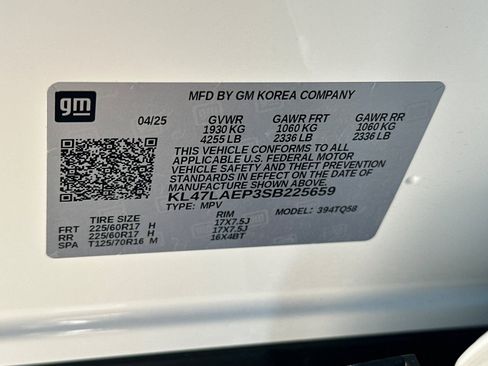 gm
MFD BY GM KOREA COMPANY
04/25 GVWR GAWR FRT GAWR RR
1930 KG 1060 KG 1060 KG
4255 LB 2336 LB 2336 LB
THIS VEHICLE CONFORMS TO ALL
APPLICABLE U.S. FEDERAL MOTOR
VEHICLE SAFETY AND THEFT PREVENTION
STANDARDS IN EFFECT ON THE DATE OF
MANUFACTURE SHOWN ABOVE
KL47LAEP3SB225659
TYPE: MPV MODEL: 394TQ58
TIRE SIZE RIM
FRT 225/60R17 H 17X7.5J
RR 225/60R17 H 17X7.5J
SPA T125/70R16 M 16X4BT